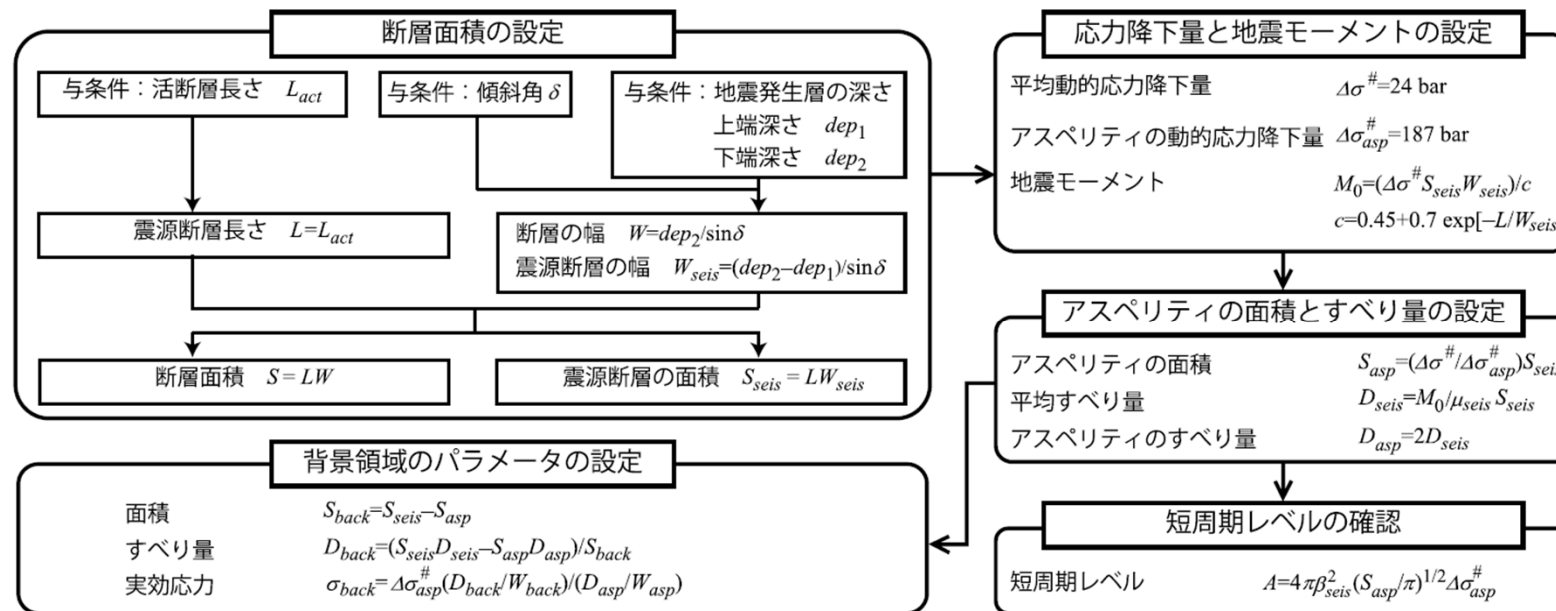 断層面積の設定
与条件：活断層長さ L_act
与条件：傾斜角 δ
与条件：地震発生層の深さ
上端深さ dep_1
下端深さ dep_2
震源断層長さ L=L_act
断層の幅 W=dep_2/sinδ
震源断層の幅 W_seis=(dep_2–dep_1)/sinδ
断層面積 S = LW
震源断層の面積 S_seis = LW_seis
応力降下量と地震モーメントの設定
平均動的応力降下量 Δσ^#=24 bar
アスペリティの動的応力降下量 Δσ^#_asp=187 bar
地震モーメント M_0=(Δσ^# S_seis W_seis)/c
c=0.45+0.7 exp[–L/W_seis
アスペリティの面積とすべり量の設定
アスペリティの面積 S_asp=(Δσ^#/Δσ^#_asp)S_seis
平均すべり量 D_seis=M_0/μ_seis S_seis
アスペリティのすべり量 D_asp=2D_seis
背景領域のパラメータの設定
面積 S_back=S_seis–S_asp
すべり量 D_back=(S_seis D_seis–S_asp D_asp)/S_back
実効応力 σ_back=Δσ^#_asp(D_back/W_back)/(D_asp/W_asp)
短周期レベルの確認
短周期レベル A=4πβ^2_seis(S_asp/π)^1/2 Δσ^#_asp